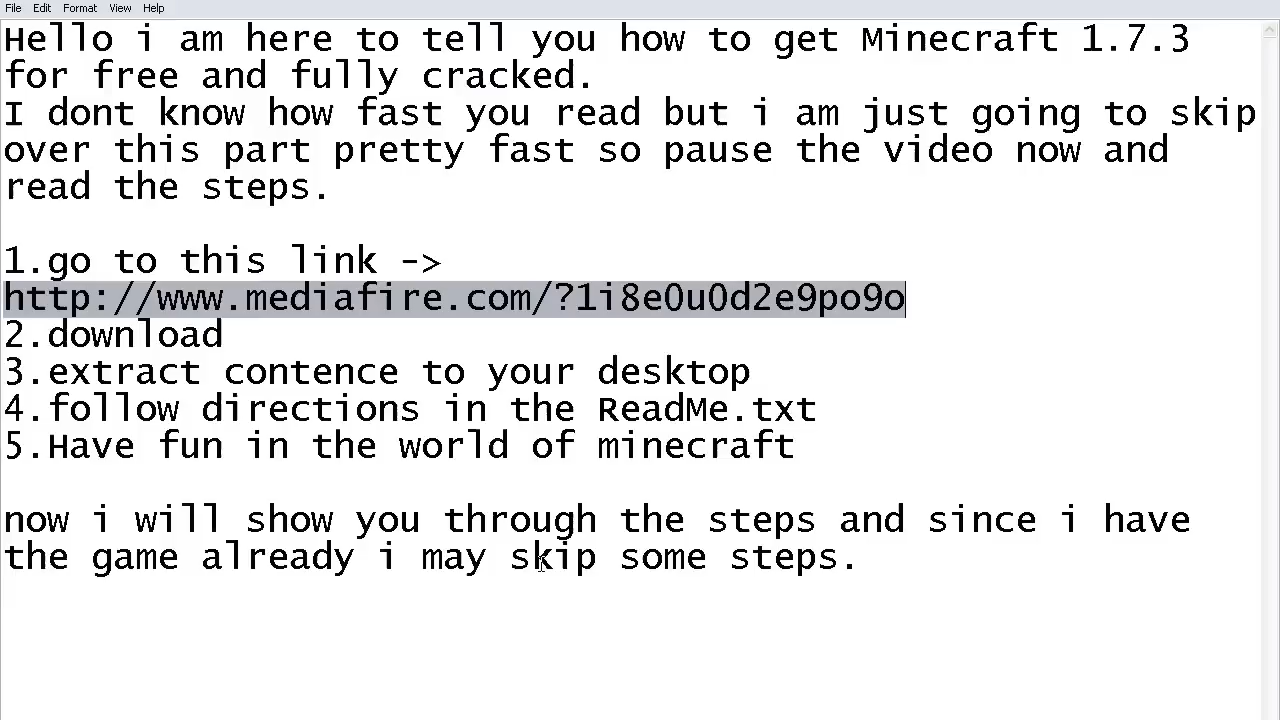 File Edit Format View Help
Hello i am here to tell you how to get Minecraft 1.7.3
for free and fully cracked.
I dont know how fast you read but i am just going to skip
over this part pretty fast so pause the video now and
read the steps.
1.go to this link ->
http://www.mediafire.com/?1i8e0u0d2e9po9o
2.download
3.extract contence to your desktop
4.follow directions in the ReadMe.txt
5.Have fun in the world of minecraft
now i will show you through the steps and since i have
the game already i may skip some steps.